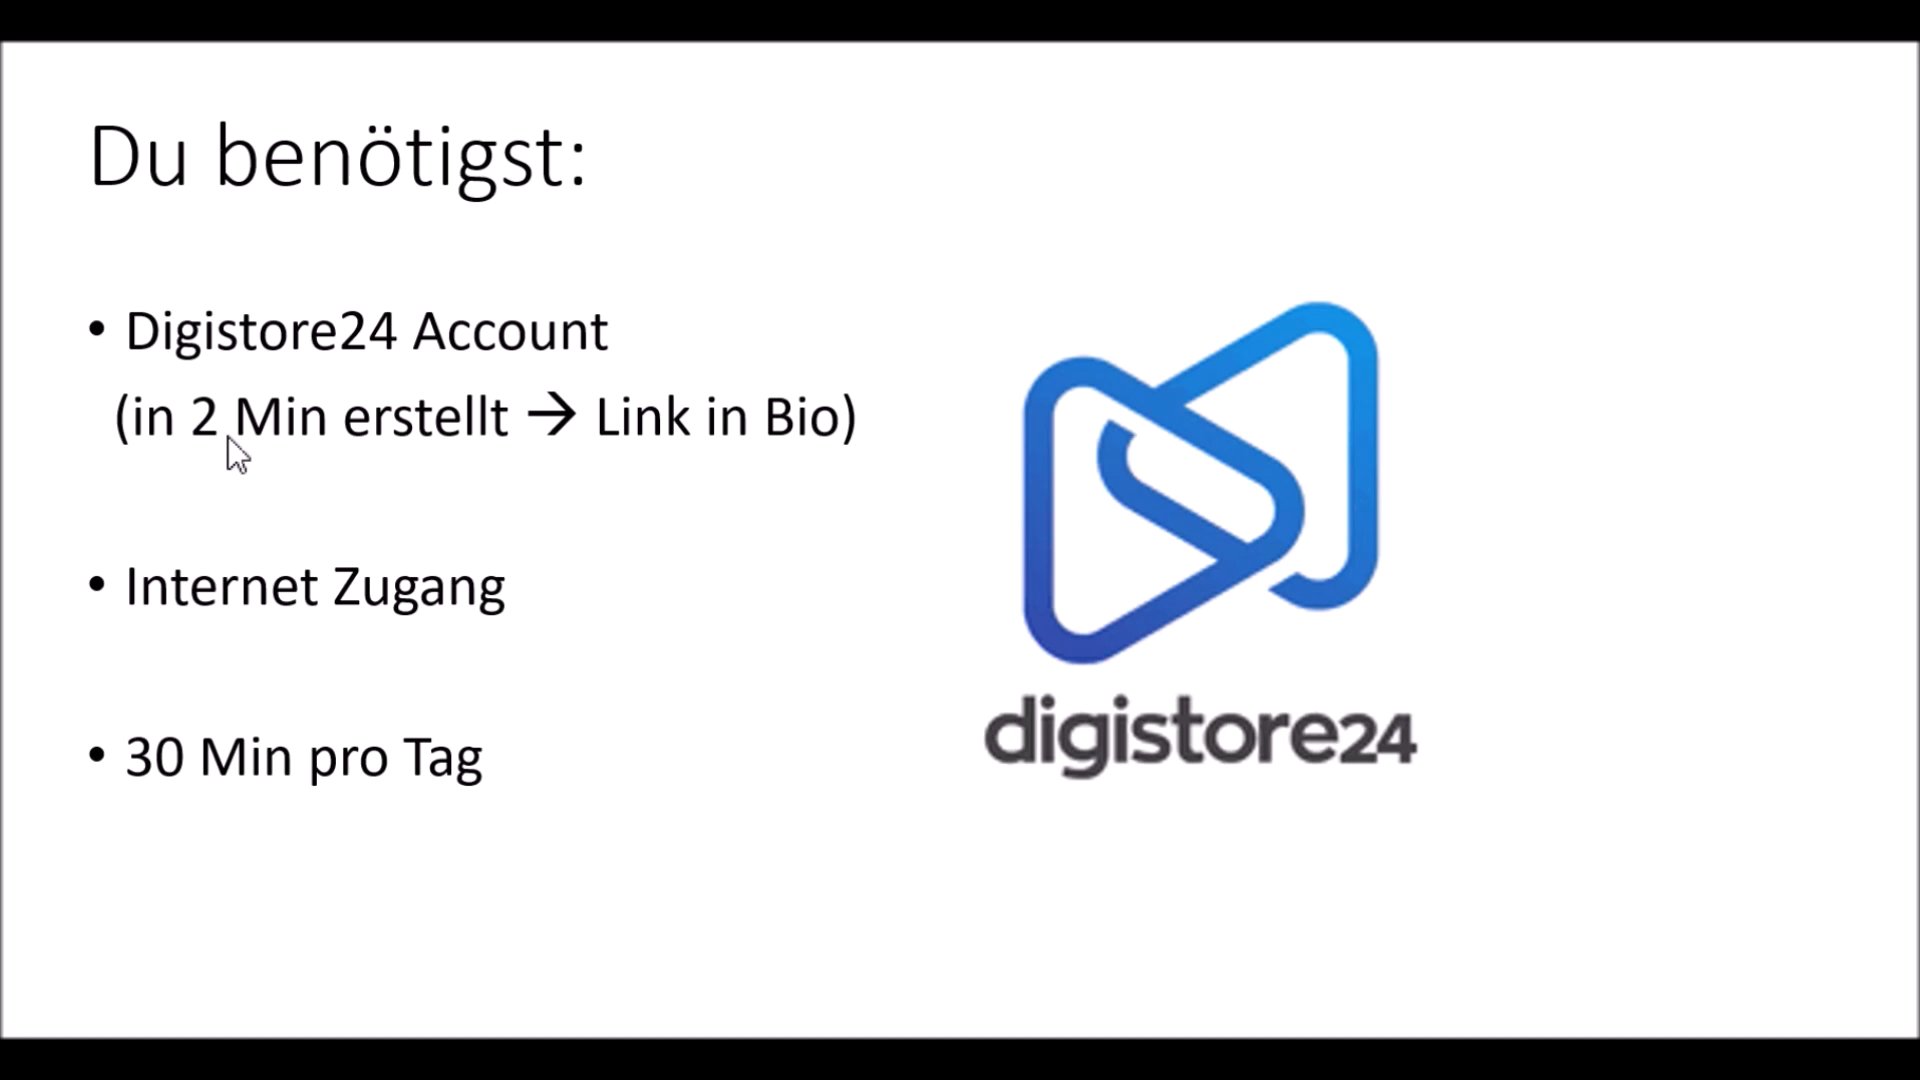 Du benötigst:
• Digistore24 Account
(in 2 Min erstellt → Link in Bio)
• Internet Zugang
• 30 Min pro Tag
digistore24